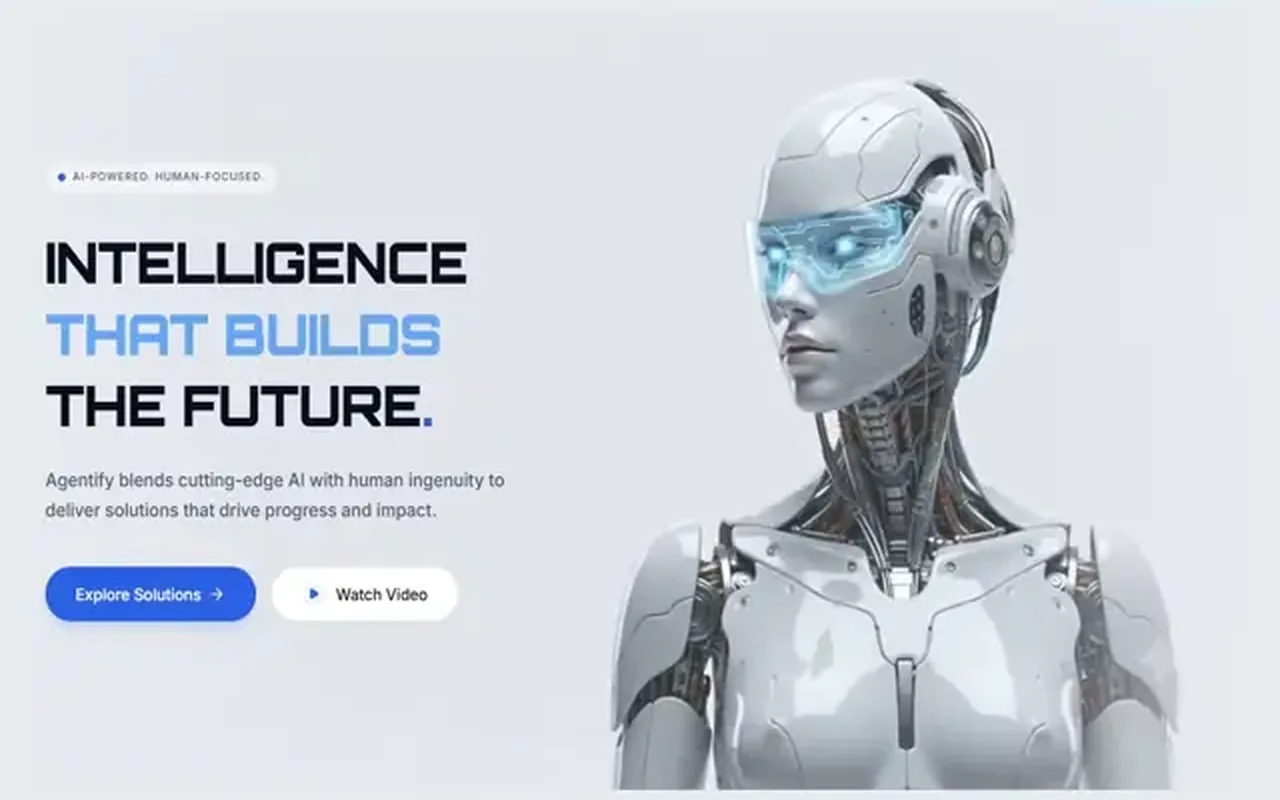 AI-POWERED. HUMAN-FOCUSED.
INTELLIGENCE
THAT BUILDS
THE FUTURE.
Agentify blends cutting-edge AI with human ingenuity to
deliver solutions that drive progress and impact.
Explore Solutions →
Watch Video